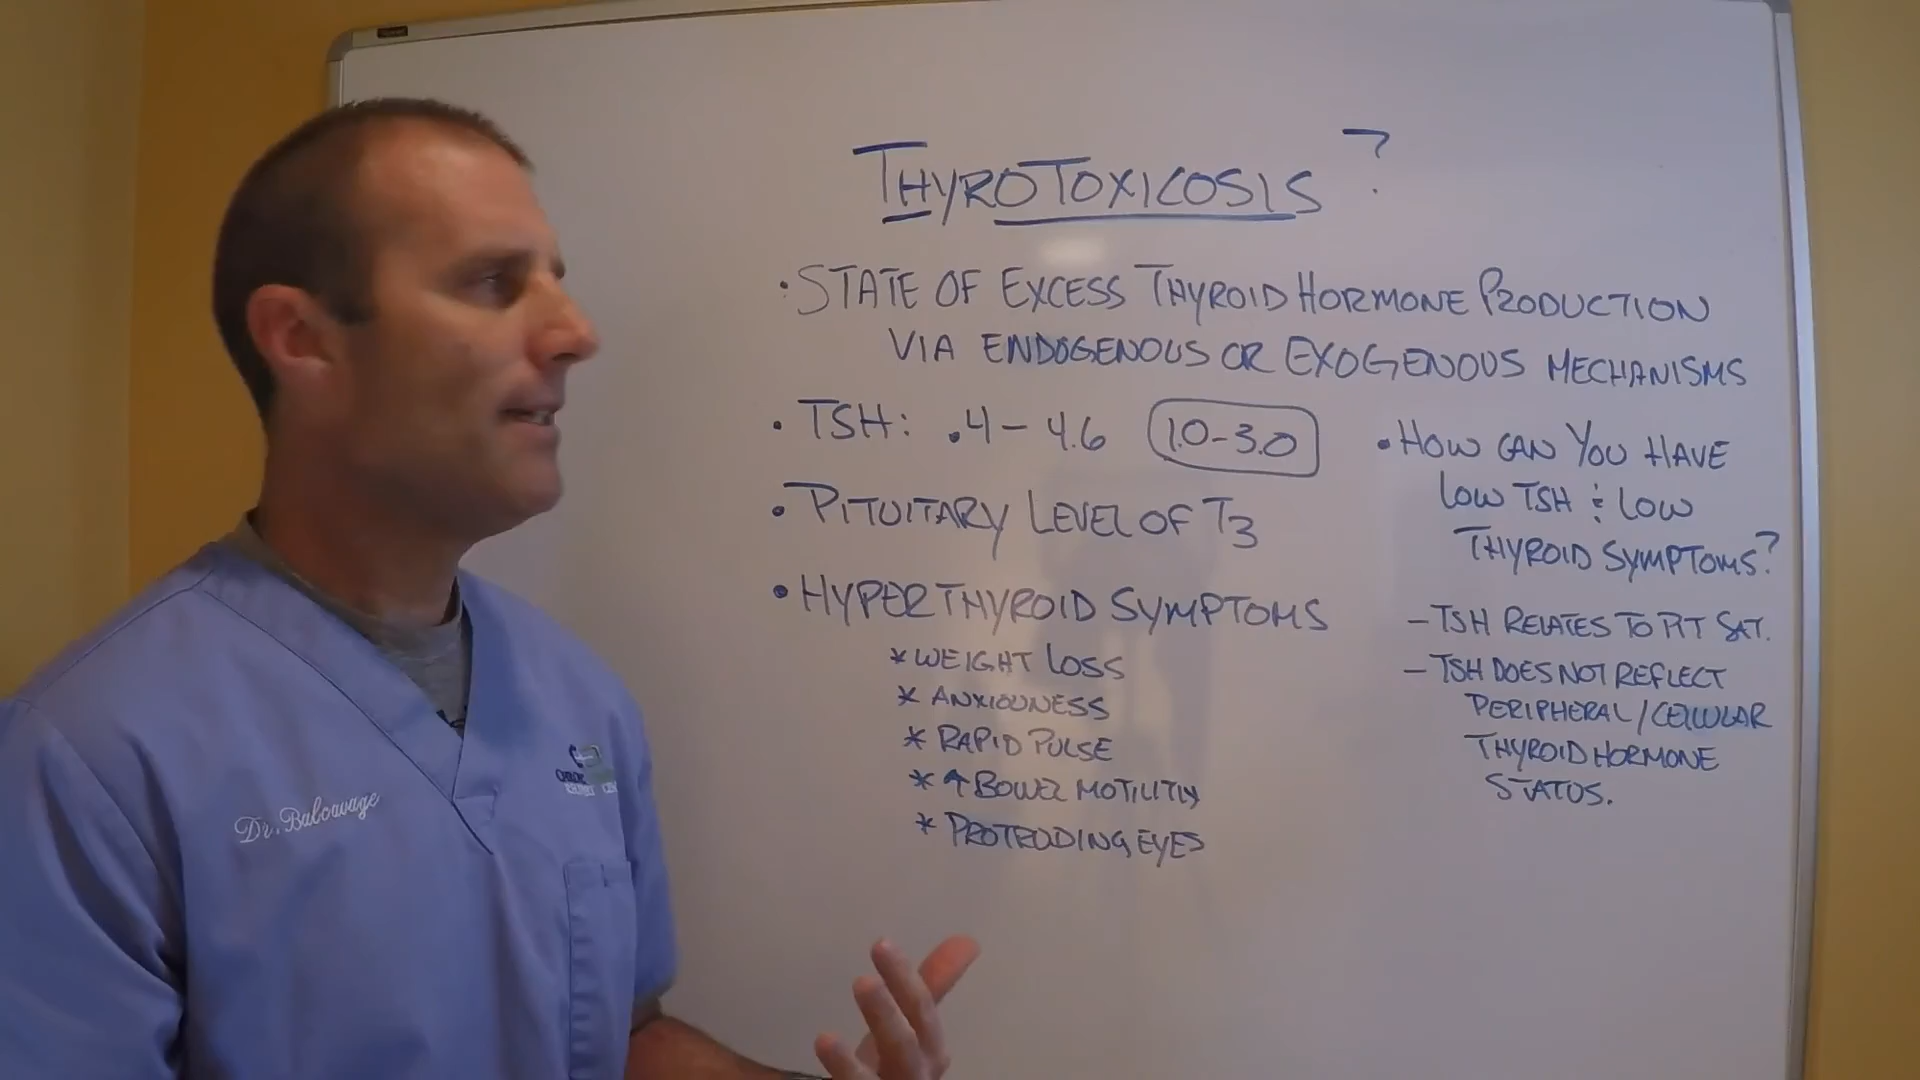 THYROTOXICOSIS?
• STATE OF EXCESS THYROID HORMONE PRODUCTION
VIA ENDOGENOUS OR EXOGENOUS MECHANISMS
• TSH: .4 - 4.6 1.0-3.0
• PITUITARY LEVEL OF T3
• HYPERTHYROID SYMPTOMS
* WEIGHT LOSS
* ANXIOUNESS
* RAPID PULSE
* ↑ BOWEL MOTILITY
* PROTRUDING EYES
• HOW CAN YOU HAVE
LOW TSH & LOW
THYROID SYMPTOMS?
- TSH RELATES TO PIT SAT.
- TSH DOES NOT REFLECT
PERIPHERAL/CELLULAR
THYROID HORMONE
STATUS.
Dr. Balcavage